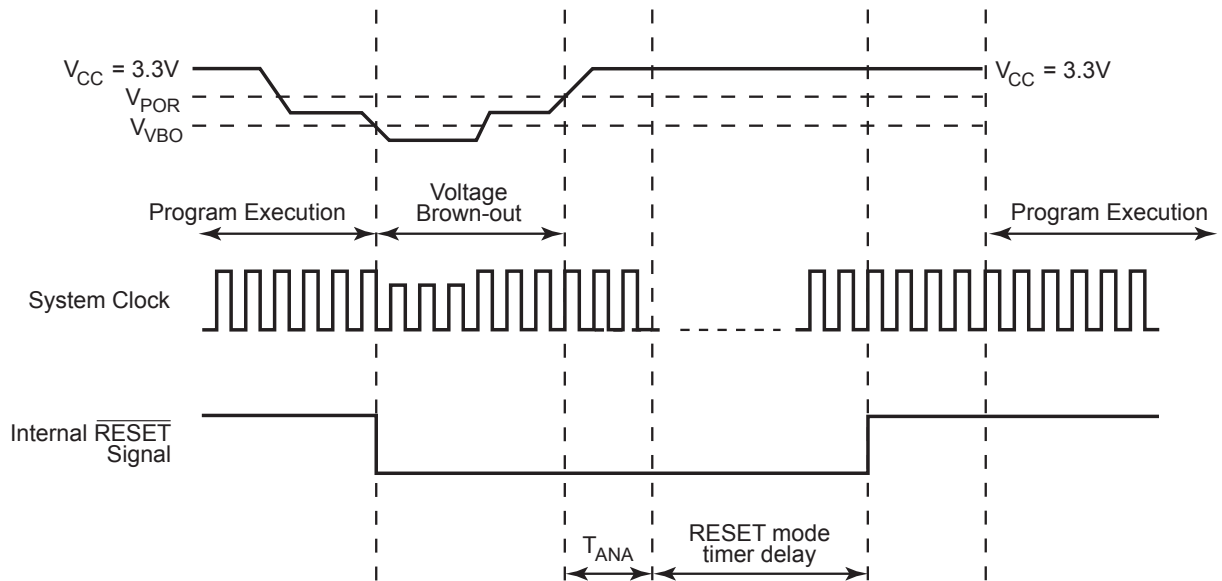 V_CC = 3.3V
V_CC = 3.3V
V_POR
V_VBO
Program Execution
Voltage
Brown-out
Program Execution
System Clock
Internal RESET
Signal
T_ANA
RESET mode
timer delay